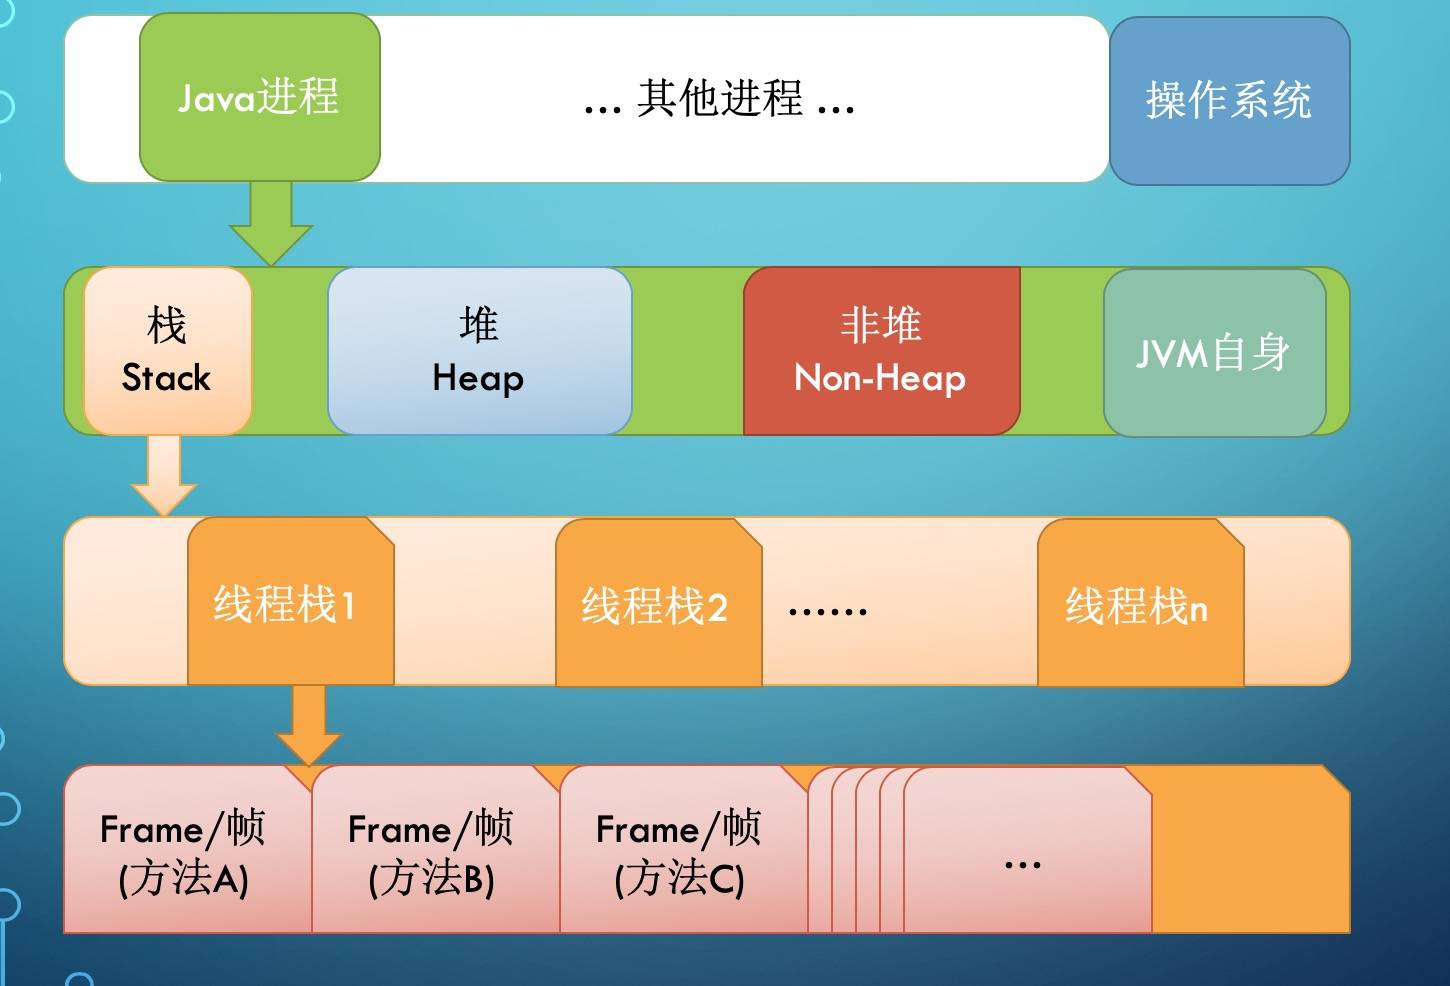 Java进程
... 其他进程 ...
操作系统
栈
Stack
堆
Heap
非堆
Non-Heap
JVM自身
线程栈1
线程栈2
......
线程栈n
Frame/帧
(方法A)
Frame/帧
(方法B)
Frame/帧
(方法C)
...